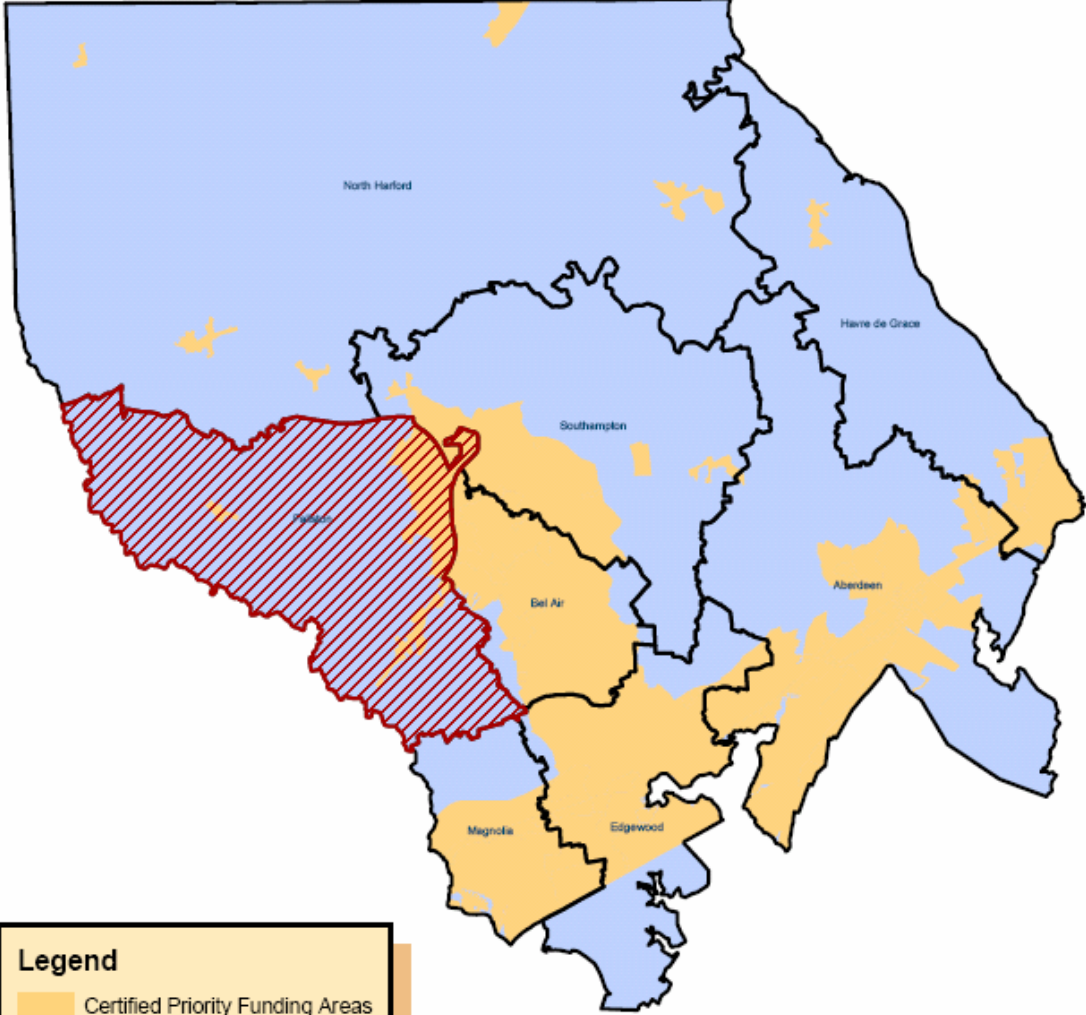 North Harford
Havre de Grace
Southampton
Aberdeen
Bel Air
Magnolia
Edgewood
Legend
Certified Priority Funding Areas